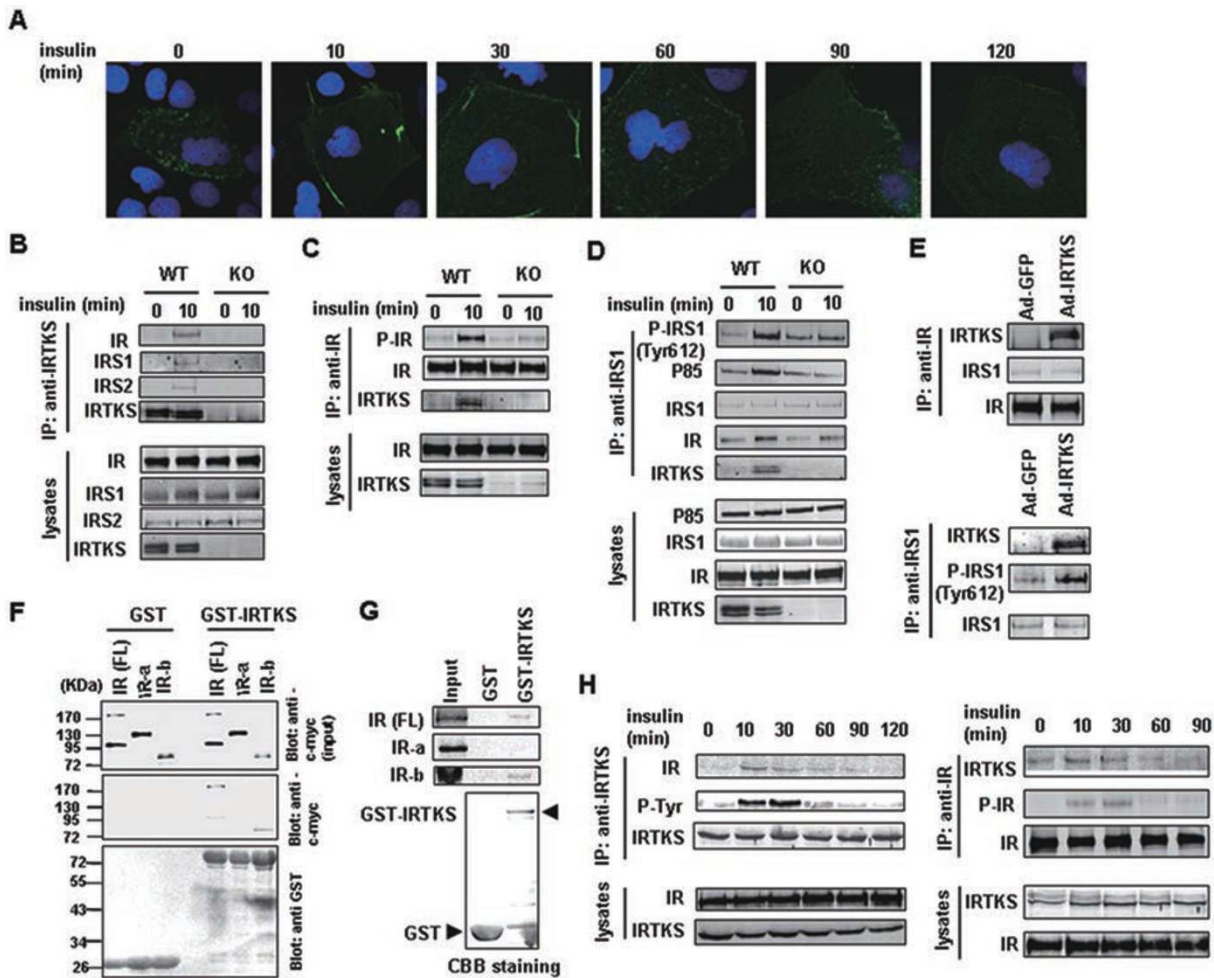 A
insulin (min) 0 10 30 60 90 120
B
WT KO
insulin (min) 0 10 0 10
IP: anti-IRTKS
IR
IRS1
IRS2
IRTKS
lysates
IR
IRS1
IRS2
IRTKS
C
WT KO
insulin (min) 0 10 0 10
IP: anti-IR
P-IR
IR
IRTKS
lysates
IR
IRTKS
D
WT KO
insulin (min) 0 10 0 10
IP: anti-IRS1
P-IRS1
(Tyr612)
P85
IRS1
IR
IRTKS
lysates
P85
IRS1
IR
IRTKS
E
Ad-GFP Ad-IRTKS
IP: anti-IR
IRTKS
IRS1
IR
Ad-GFP Ad-IRTKS
IP: anti-IRS1
IRTKS
P-IRS1
(Tyr612)
IRS1
F
GST GST-IRTKS
(KDa) IR (FL) IR-a IR-b IR (FL) IR-a IR-b
170
130
95
72
Blot: anti -
c-myc
(input)
170
130
95
72
Blot: anti -
c-myc
72
55
43
34
26
Blot: anti GST
G
Input GST GST-IRTKS
IR (FL)
IR-a
IR-b
GST-IRTKS
GST
CBB staining
H
insulin
(min) 0 10 30 60 90 120
IP: anti-IRTKS
IR
P-Tyr
IRTKS
lysates
IR
IRTKS
insulin
(min) 0 10 30 60 90
IP: anti-IR
IRTKS
P-IR
IR
lysates
IRTKS
IR